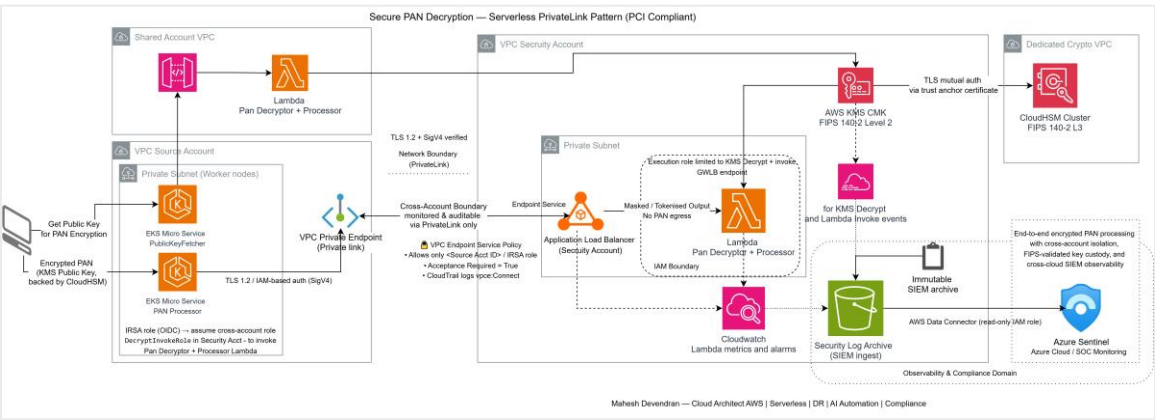 Secure PAN Decryption — Serverless PrivateLink Pattern (PCI Compliant)
Shared Account VPC
Lambda
Pan Decryptor + Processor
VPC Secruity Account
Dedicated Crypto VPC
AWS KMS CMK
FIPS 140-2 Level 2
TLS mutual auth
via trust anchor certificate
CloudHSM Cluster
FIPS 140-2 L3
VPC Source Account
Private Subnet (Worker nodes)
Get Public Key
for PAN Encryption
EKS Micro Service
PublicKeyFetcher
Encrypted PAN
(KMS Public Key,
backed by CloudHSM)
EKS Micro Service
PAN Processor
IRSA role (OIDC) → assume cross-account role
DecryptInvokeRole in Security Acct - to invoke
Pan Decryptor + Processor Lambda
TLS 1.2 / IAM-based auth (SigV4)
VPC Private Endpoint
(Private link)
TLS 1.2 + SigV4 verified
Network Boundary
(PrivateLink)
Cross-Account Boundary
monitored & auditable
via PrivateLink only
Endpoint Service
VPC Endpoint Service Policy
• Allows only <Source Acct ID> / IRSA role
• Acceptance Required = True
• CloudTrail logs vpce:Connect
Private Subnet
Execution role limited to KMS Decrypt + invoke,
GWLB endpoint
Application Load Balancer
(Secruity Account)
Masked / Tokenised Output
No PAN egress
Lambda
Pan Decryptor + Processor
IAM Boundary
for KMS Decrypt
and Lambda Invoke events
Cloudwatch
Lambda metrics and alarms
Immutable
SIEM archive
Security Log Archive
(SIEM ingest)
AWS Data Connector (read-only IAM role)
End-to-end encrypted PAN processing
with cross-account isolation,
FIPS-validated key custody, and
cross-cloud SIEM observability
Azure Sentinel
Azure Cloud / SOC Monitoring
Observability & Compliance Domain
Mahesh Devendran — Cloud Architect AWS | Serverless | DR | AI Automation | Compliance